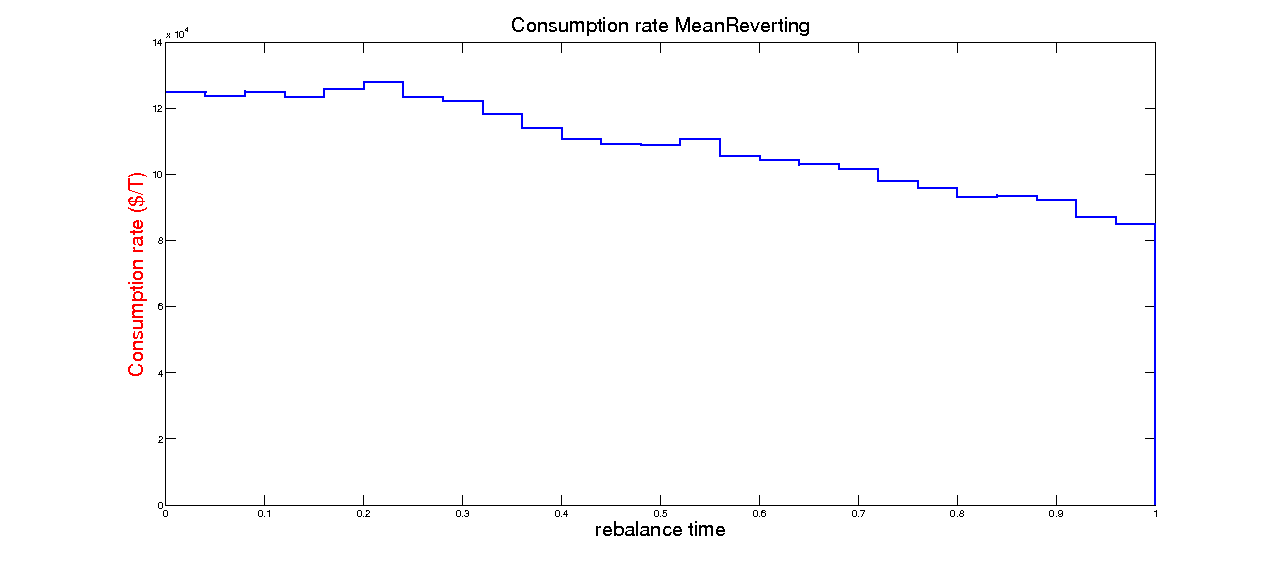 Consumption rate MeanReverting
x 10^4
14
12
10
8
6
4
2
0
Consumption rate ($/T)
0 0.1 0.2 0.3 0.4 0.5 0.6 0.7 0.8 0.9 1
rebalance time